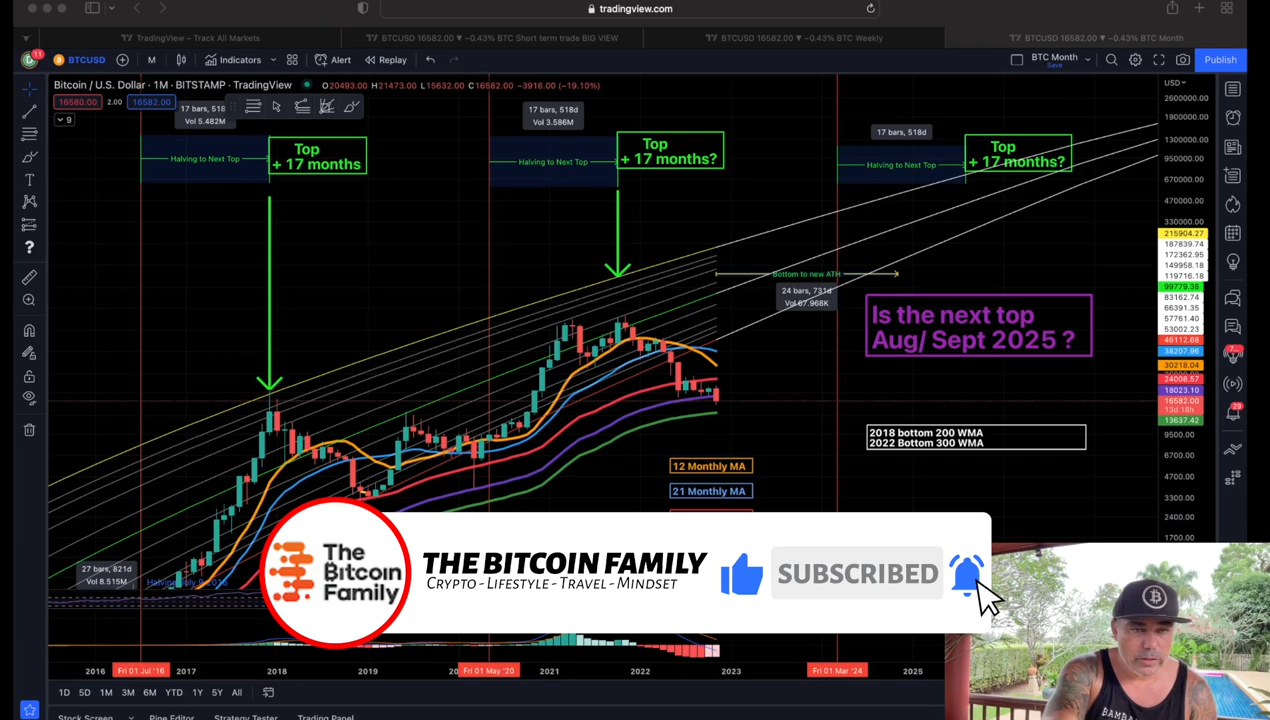 tradingview.com
TradingView – Track All Markets
BTCUSD 16582.00 ▼ −0.43% BTC Short term trade BIG VIEW
BTCUSD 16582.00 ▼ −0.43% BTC Weekly
BTCUSD 16582.00 ▼ −0.43% BTC Month
11
BTCUSD
M
Indicators
Alert
Replay
BTC Month
Save
Publish
Bitcoin / U.S. Dollar · 1M · BITSTAMP · TradingView
O20493.00 H21473.00 L15632.00 C16582.00 −3916.00 (−19.10%)
USD
16580.00
2.00
16582.00
9
17 bars, 518d
Vol 5.482M
17 bars, 518d
Vol 3.586M
17 bars, 518d
Halving to Next Top
Top
+ 17 months
Halving to Next Top
Top
+ 17 months?
Halving to Next Top
Top
+ 17 months?
Bottom to new ATH
24 bars, 731d
Vol 67.968K
Is the next top
Aug/ Sept 2025 ?
2018 bottom 200 WMA
2022 Bottom 300 WMA
12 Monthly MA
21 Monthly MA
2600000.00
1900000.00
1300000.00
950000.00
670000.00
470000.00
330000.00
215904.27
187839.74
172362.95
149958.18
119716.18
99779.38
83162.74
66391.35
57761.40
53002.23
46112.68
38207.96
30218.04
24008.57
18023.10
16582.00
13d 18h
13637.42
9500.00
6700.00
4700.00
3300.00
2400.00
1700.00
29
27 bars, 821d
Vol 8.515M
The
Bitcoin
Family
THE BITCOIN FAMILY
CRYPTO - LIFESTYLE - TRAVEL - MINDSET
SUBSCRIBED
2016
Fri 01 Jul '16
2017
2018
2019
Fri 01 May '20
2021
2022
2023
Fri 01 Mar '24
2025
1D
5D
1M
3M
6M
YTD
1Y
5Y
All
Stock Screener
Pine Editor
Strategy Tester
Trading Panel